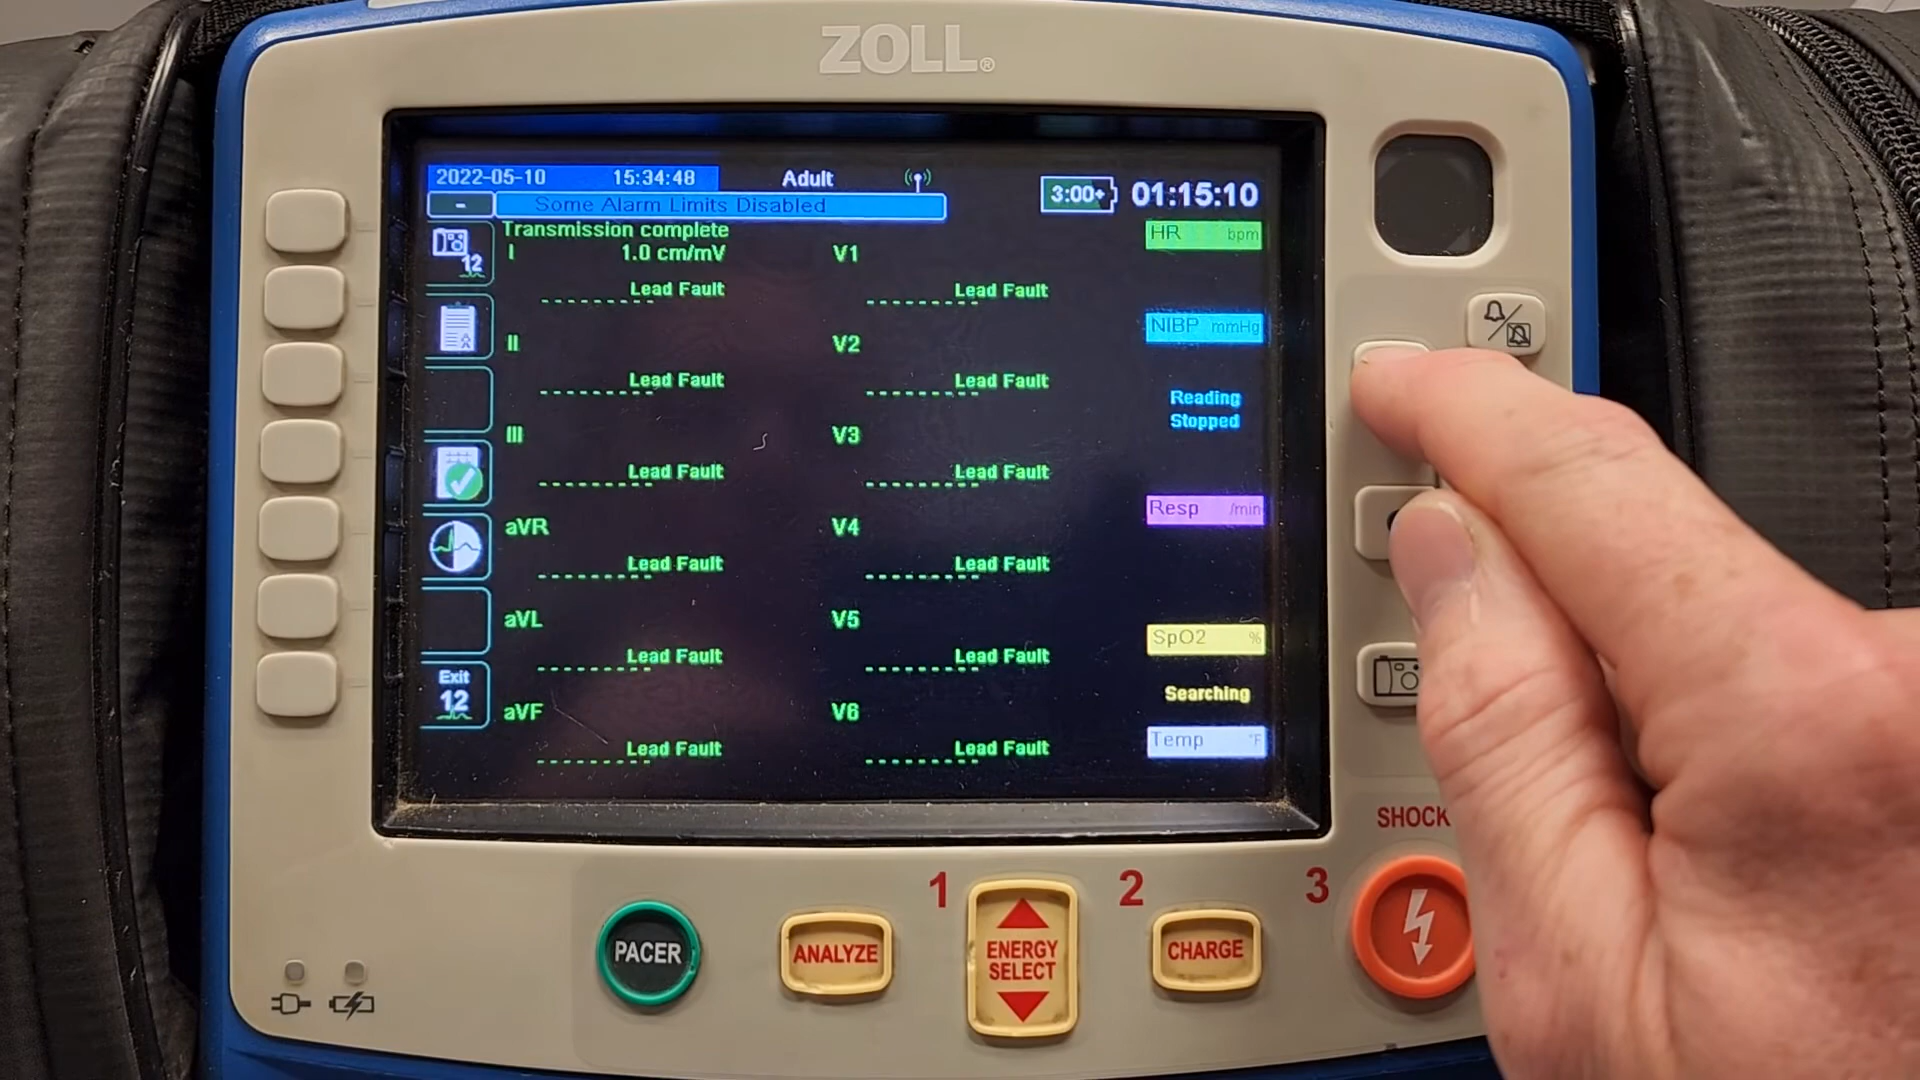 ZOLL®
2022-05-10 15:34:48 Adult
3:00+ 01:15:10
- Some Alarm Limits Disabled
Transmission complete
I 1.0 cm/mV V1
HR bpm
12
Lead Fault Lead Fault
NIBP mmHg
II V2
Lead Fault Lead Fault
Reading
Stopped
III V3
Lead Fault Lead Fault
Resp /min
aVR V4
Lead Fault Lead Fault
aVL V5
SpO2 %
Lead Fault Lead Fault
Exit
12
Searching
aVF V6
Temp °F
Lead Fault Lead Fault
SHOCK
1 2 3
PACER ANALYZE ENERGY
SELECT CHARGE